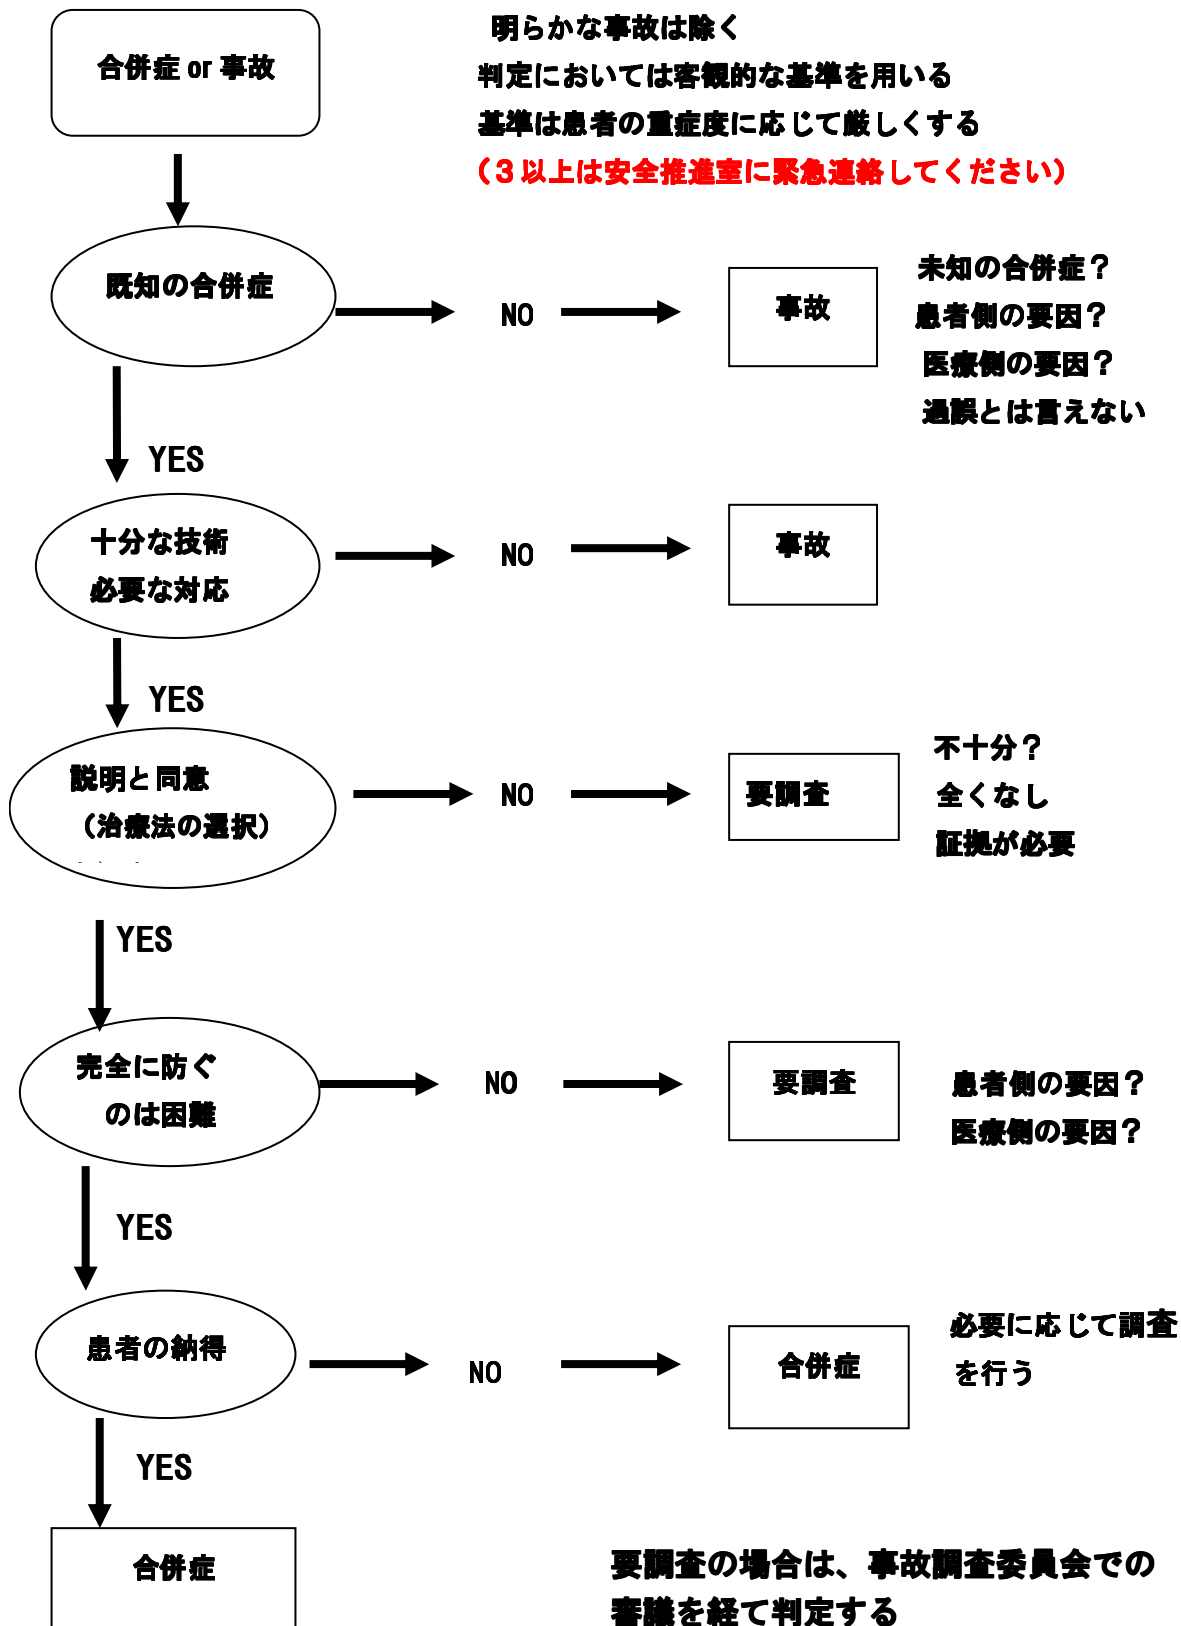 合併症 or 事故
明らかな事故は除く
判定においては客観的な基準を用いる
基準は患者の重症度に応じて厳しくする
（３以上は安全推進室に緊急連絡してください）
既知の合併症
NO
事故
未知の合併症？
患者側の要因？
医療側の要因？
過誤とは言えない
YES
十分な技術
必要な対応
NO
事故
YES
説明と同意
（治療法の選択）
NO
要調査
不十分？
全くなし
証拠が必要
YES
完全に防ぐ
のは困難
NO
要調査
患者側の要因？
医療側の要因？
YES
患者の納得
NO
合併症
必要に応じて調査
を行う
YES
合併症
要調査の場合は、事故調査委員会での
審議を経て判定する